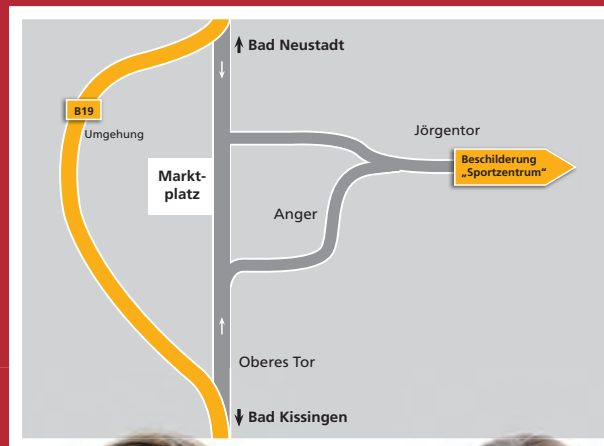 Bad Neustadt
B19
Umgehung
Jörgentor
Beschilderung
„Sportzentrum“
Markt-
platz
Anger
Oberes Tor
Bad Kissingen